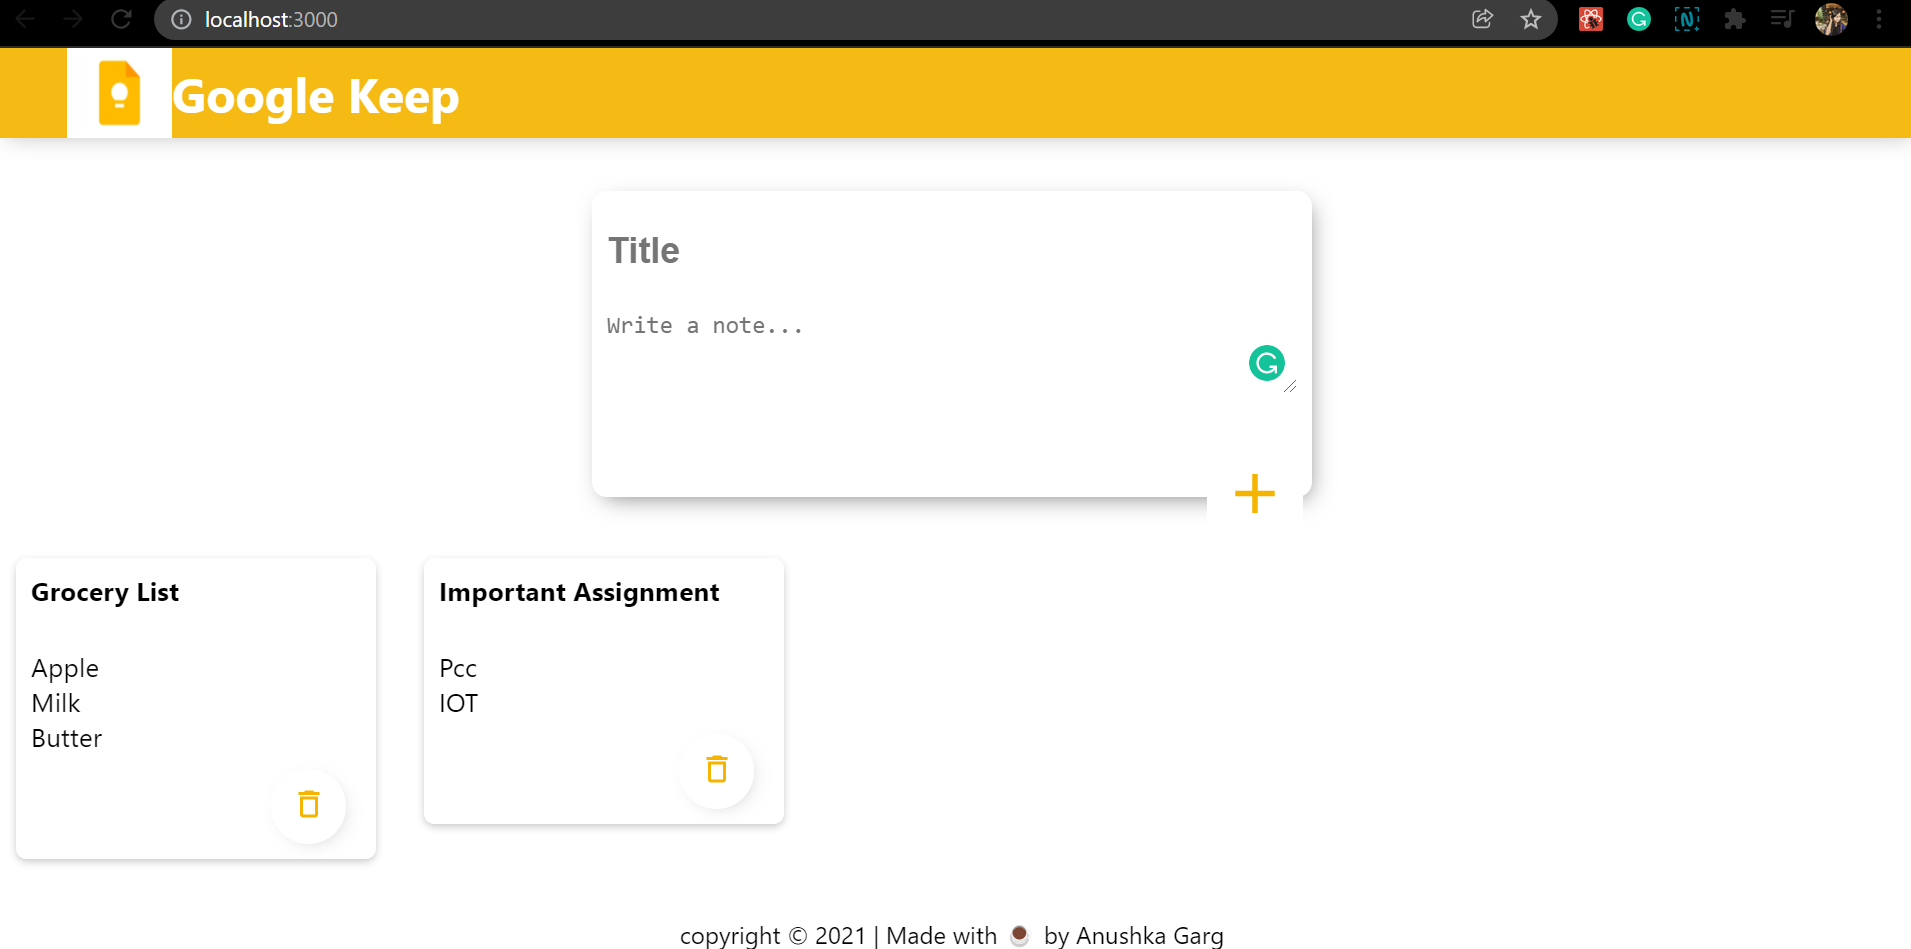 localhost:3000
Google Keep
Title
Write a note...
Grocery List
Apple
Milk
Butter
Important Assignment
Pcc
IOT
copyright © 2021 | Made with ☕ by Anushka Garg